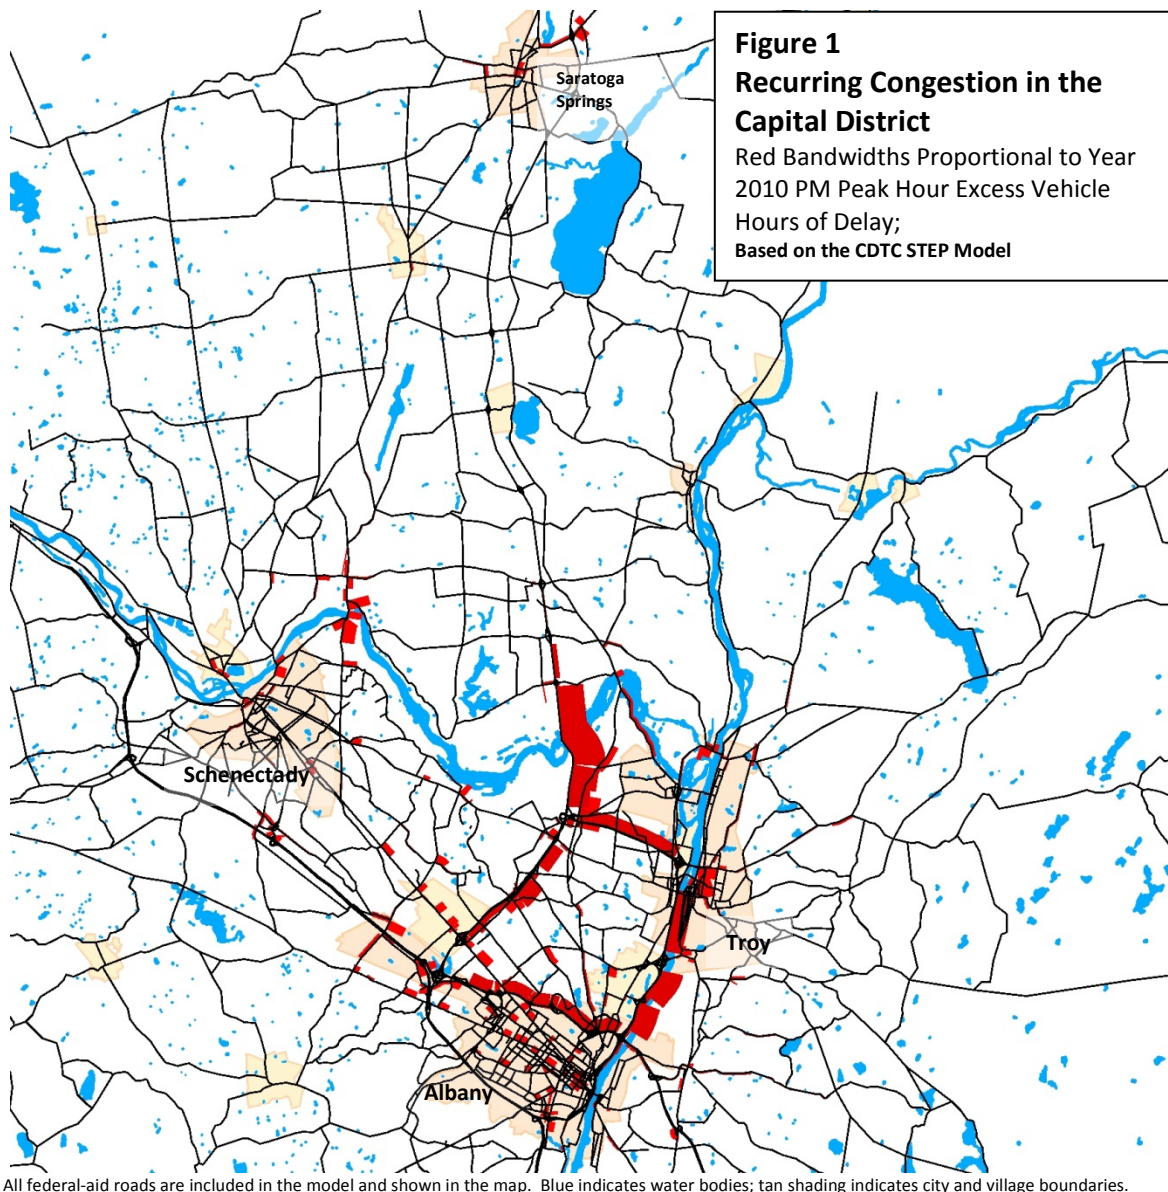 Figure 1
Recurring Congestion in the
Capital District
Red Bandwidths Proportional to Year
2010 PM Peak Hour Excess Vehicle
Hours of Delay;
Based on the CDTC STEP Model
Saratoga
Springs
Schenectady
Troy
Albany
All federal-aid roads are included in the model and shown in the map.  Blue indicates water bodies; tan shading indicates city and village boundaries.